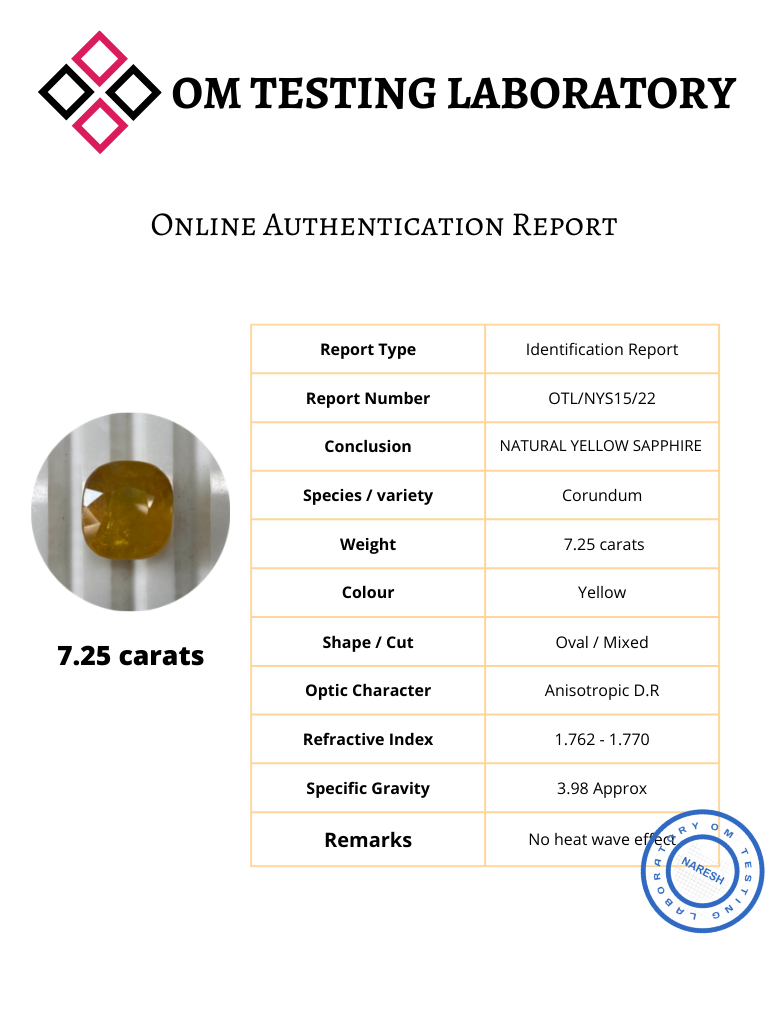 OM TESTING LABORATORY
Online Authentication Report
Report Type Identification Report
Report Number OTL/NYS15/22
Conclusion NATURAL YELLOW SAPPHIRE
Species / variety Corundum
Weight 7.25 carats
Colour Yellow
Shape / Cut Oval / Mixed
7.25 carats
Optic Character Anisotropic D.R
Refractive Index 1.762 - 1.770
Specific Gravity 3.98 Approx
Remarks No heat wave effect
OM TESTING LABORATORY
NARESH